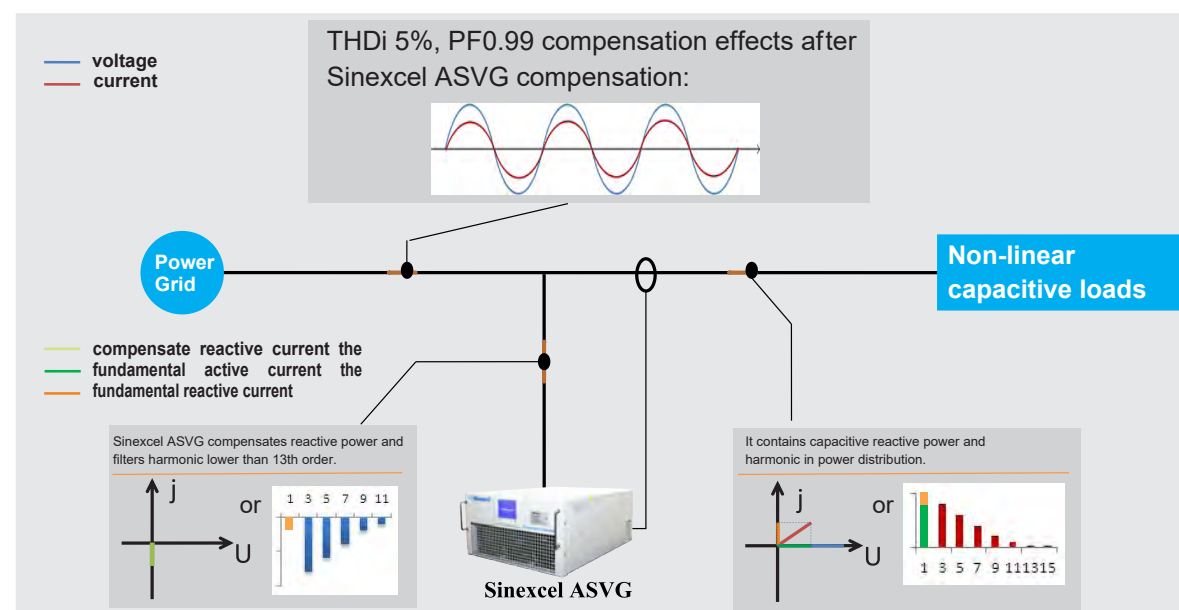 voltage
current
THDi 5%, PF0.99 compensation effects after
Sinexcel ASVG compensation:
Power
Grid
Non-linear
capacitive loads
compensate reactive current the
fundamental active current the
fundamental reactive current
Sinexcel ASVG compensates reactive power and
filters harmonic lower than 13th order.
j
or
1 3 5 7 9 11
U
It contains capacitive reactive power and
harmonic in power distribution.
j
or
U
1 3 5 7 9 11 13 15
Sinexcel ASVG